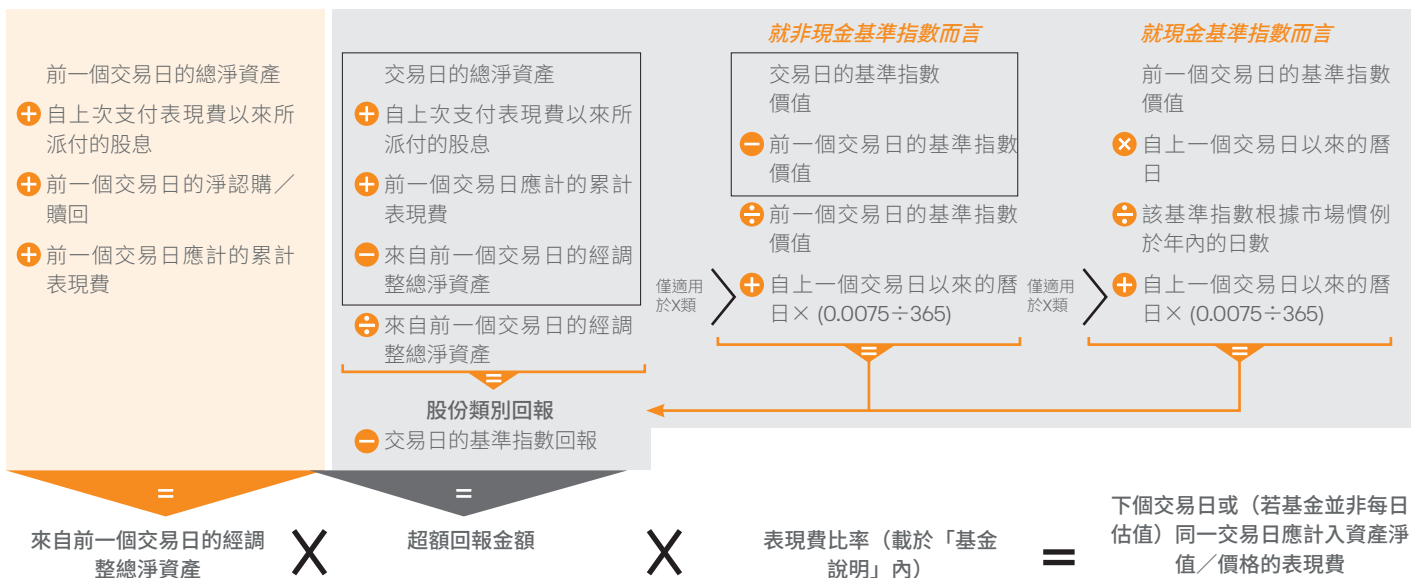 前一個交易日的總淨資產
+ 自上次支付表現費以來所
派付的股息
+ 前一個交易日的淨認購／
贖回
+ 前一個交易日應計的累計
表現費
=
來自前一個交易日的經調
整總淨資產
X
交易日的總淨資產
+ 自上次支付表現費以來所
派付的股息
+ 前一個交易日應計的累計
表現費
− 來自前一個交易日的經調
整總淨資產
÷ 來自前一個交易日的經調
整總淨資產
=
股份類別回報
− 交易日的基準指數回報
=
超額回報金額
就非現金基準指數而言
交易日的基準指數
價值
− 前一個交易日的基準指數
價值
÷ 前一個交易日的基準指數
價值
僅適用
於X類
+ 自上一個交易日以來的曆
日× (0.0075÷365)
=
就現金基準指數而言
前一個交易日的基準指數
價值
× 自上一個交易日以來的曆
日
÷ 該基準指數根據市場慣例
於年內的日數
僅適用
於X類
+ 自上一個交易日以來的曆
日× (0.0075÷365)
=
X
表現費比率（載於「基金
說明」內）
=
下個交易日或（若基金並非每日
估值）同一交易日應計入資產淨
值／價格的表現費